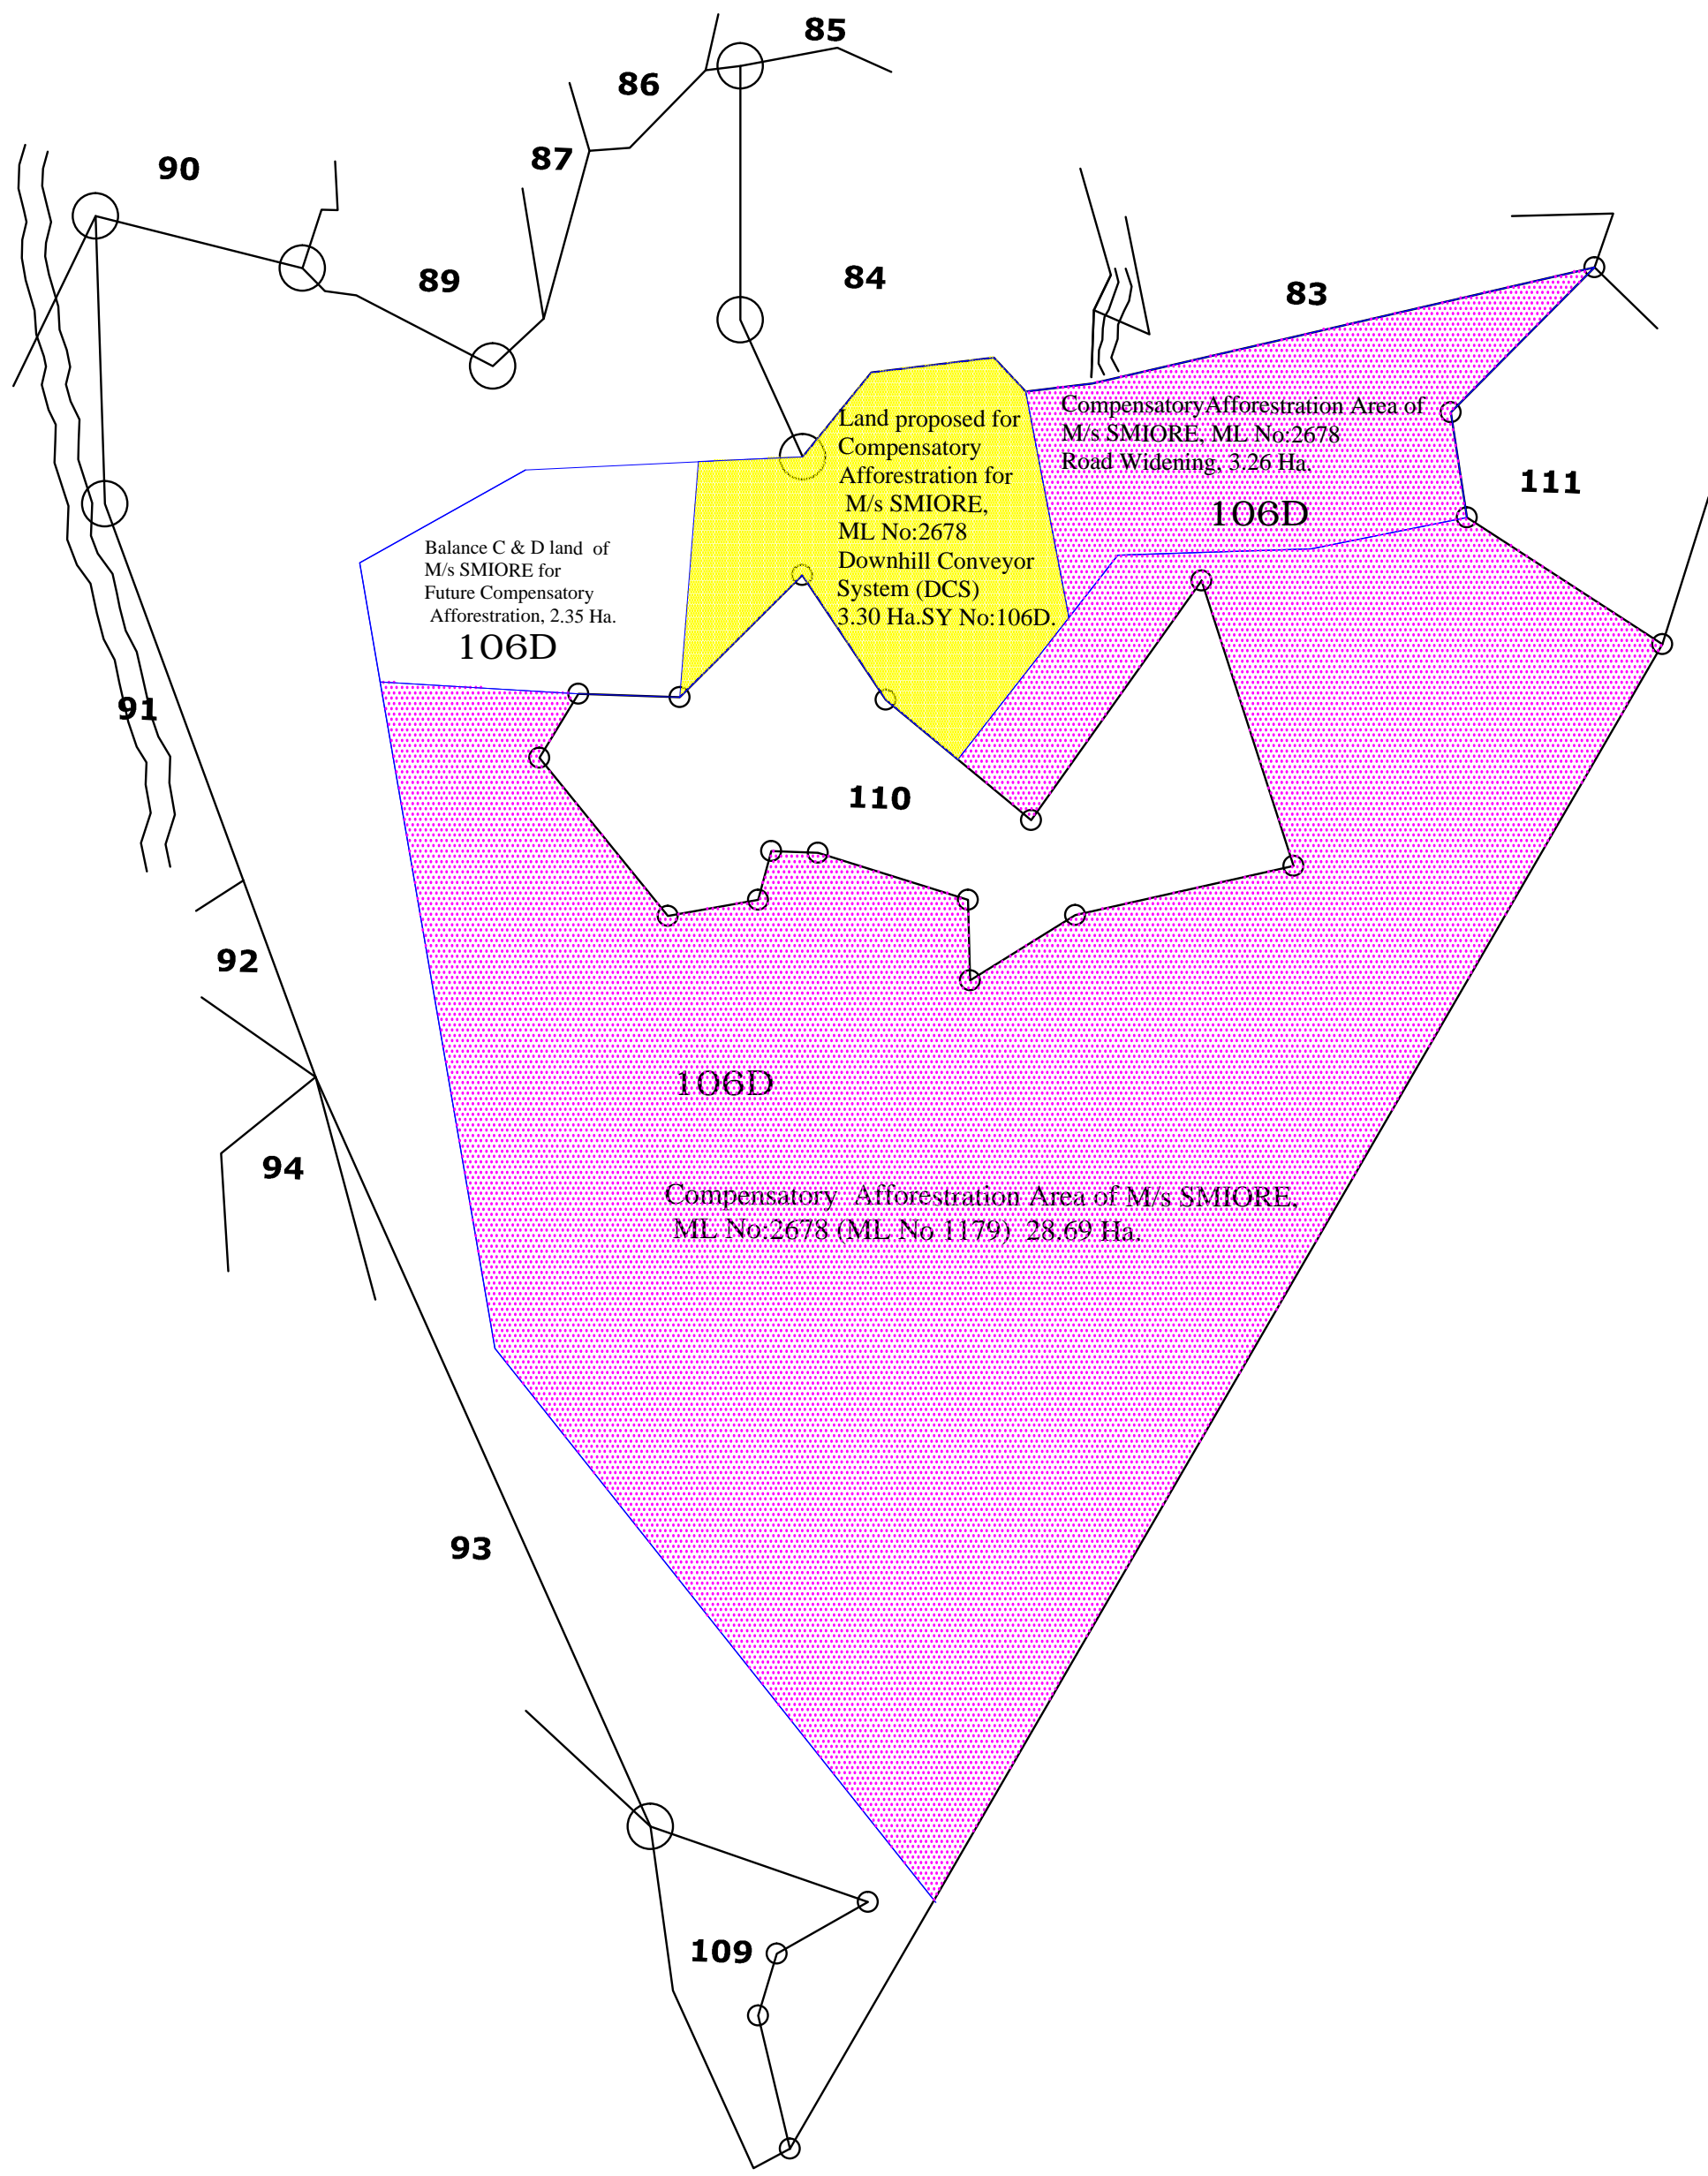 85
86
87
90
84
89
83
Land proposed for
Compensatory
Afforestration for
M/s SMIORE,
ML No:2678
Downhill Conveyor
System (DCS)
3.30 Ha.SY No:106D.
CompensatoryAfforestration Area of
M/s SMIORE, ML No:2678
Road Widening, 3.26 Ha.
106D
111
Balance C & D land of
M/s SMIORE for
Future Compensatory
Afforestration, 2.35 Ha.
106D
91
110
92
106D
94
Compensatory Afforestration Area of M/s SMIORE,
ML No:2678 (ML No 1179) 28.69 Ha.
93
109